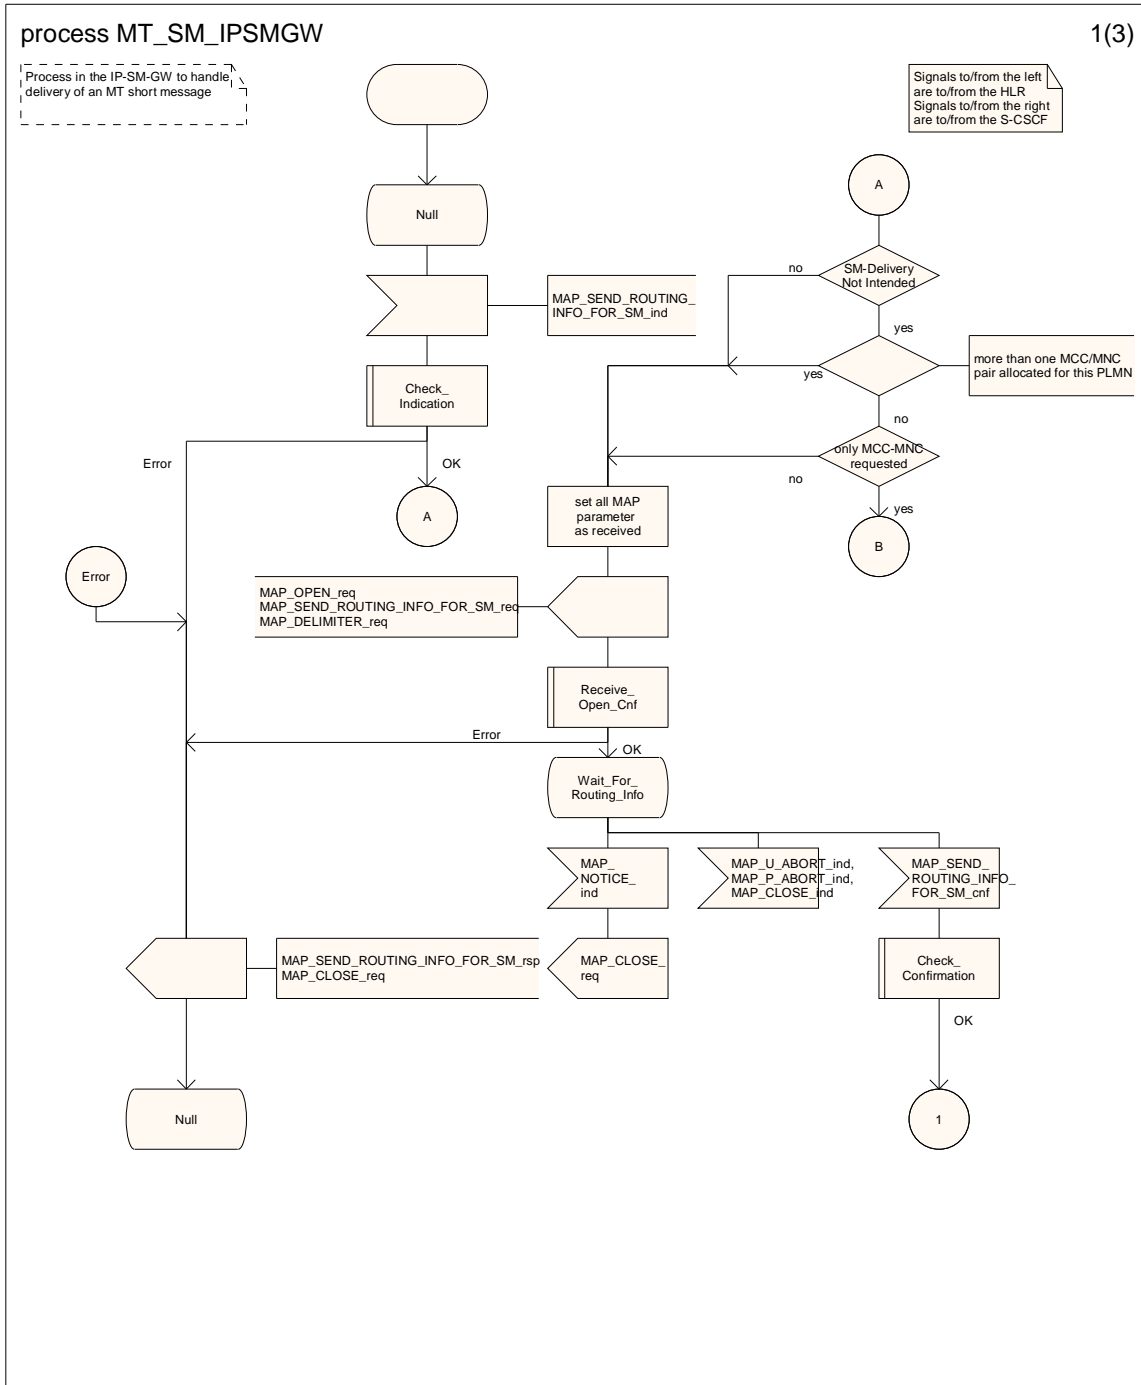 process MT_SM_IPSMGW
1(3)
Process in the IP-SM-GW to handle
delivery of an MT short message
Signals to/from the left
are to/from the HLR
Signals to/from the right
are to/from the S-CSCF
A
Null
no
SM-Delivery
Not Intended
MAP_SEND_ROUTING_
INFO_FOR_SM_ind
yes
more than one MCC/MNC
pair allocated for this PLMN
yes
Check_
Indication
no
only MCC-MNC
requested
Error
OK
no
set all MAP
parameter
as received
yes
A
B
Error
MAP_OPEN_req
MAP_SEND_ROUTING_INFO_FOR_SM_req
MAP_DELIMITER_req
Receive_
Open_Cnf
Error
OK
Wait_For_
Routing_Info
MAP_
NOTICE_
ind
MAP_U_ABORT_ind,
MAP_P_ABORT_ind,
MAP_CLOSE_ind
MAP_SEND_
ROUTING_INFO_
FOR_SM_cnf
MAP_SEND_ROUTING_INFO_FOR_SM_rsp
MAP_CLOSE_req
MAP_CLOSE_
req
Check_
Confirmation
OK
Null
1